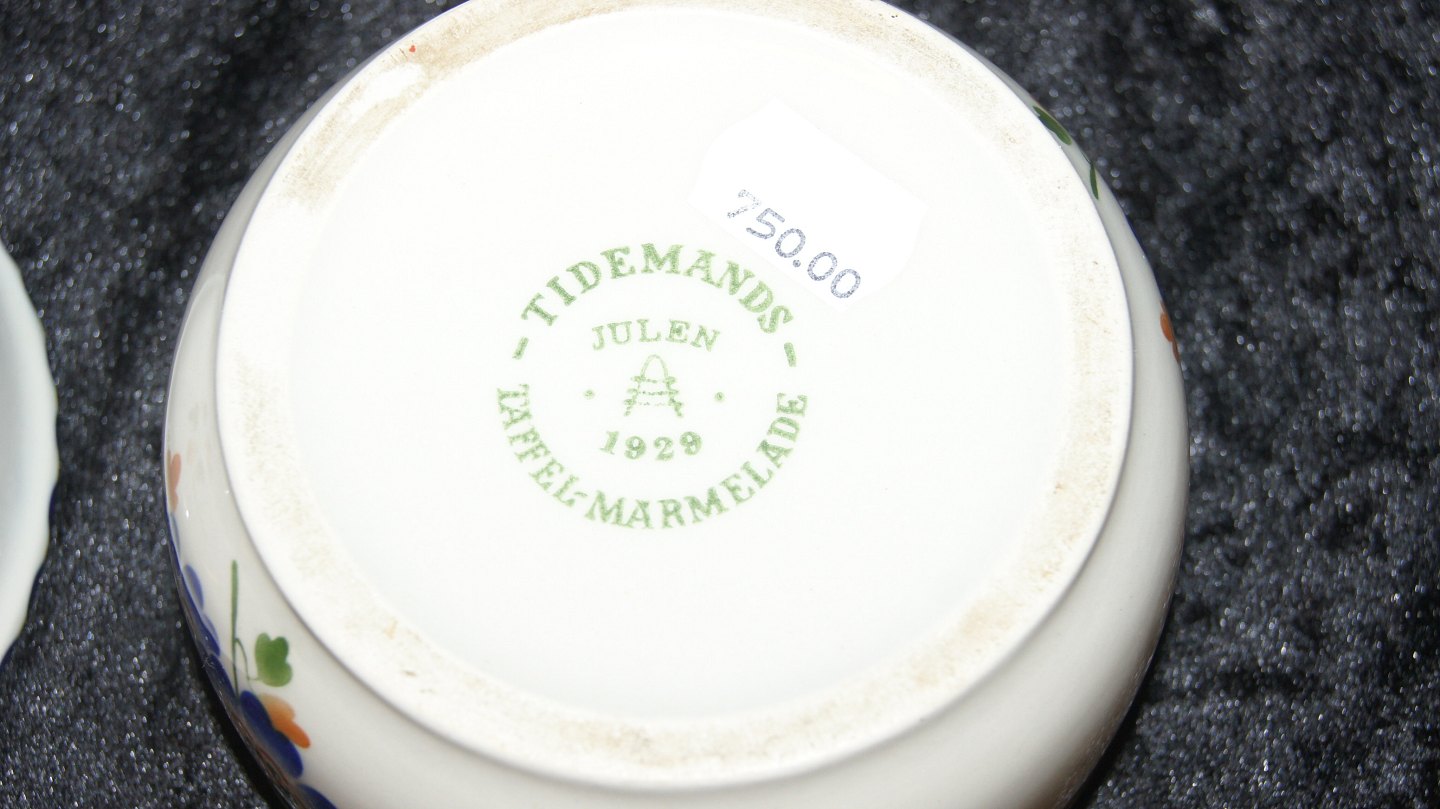 750.00
- TIDEMANDS -
JULEN
1929
TAFFEL-MARMELADE